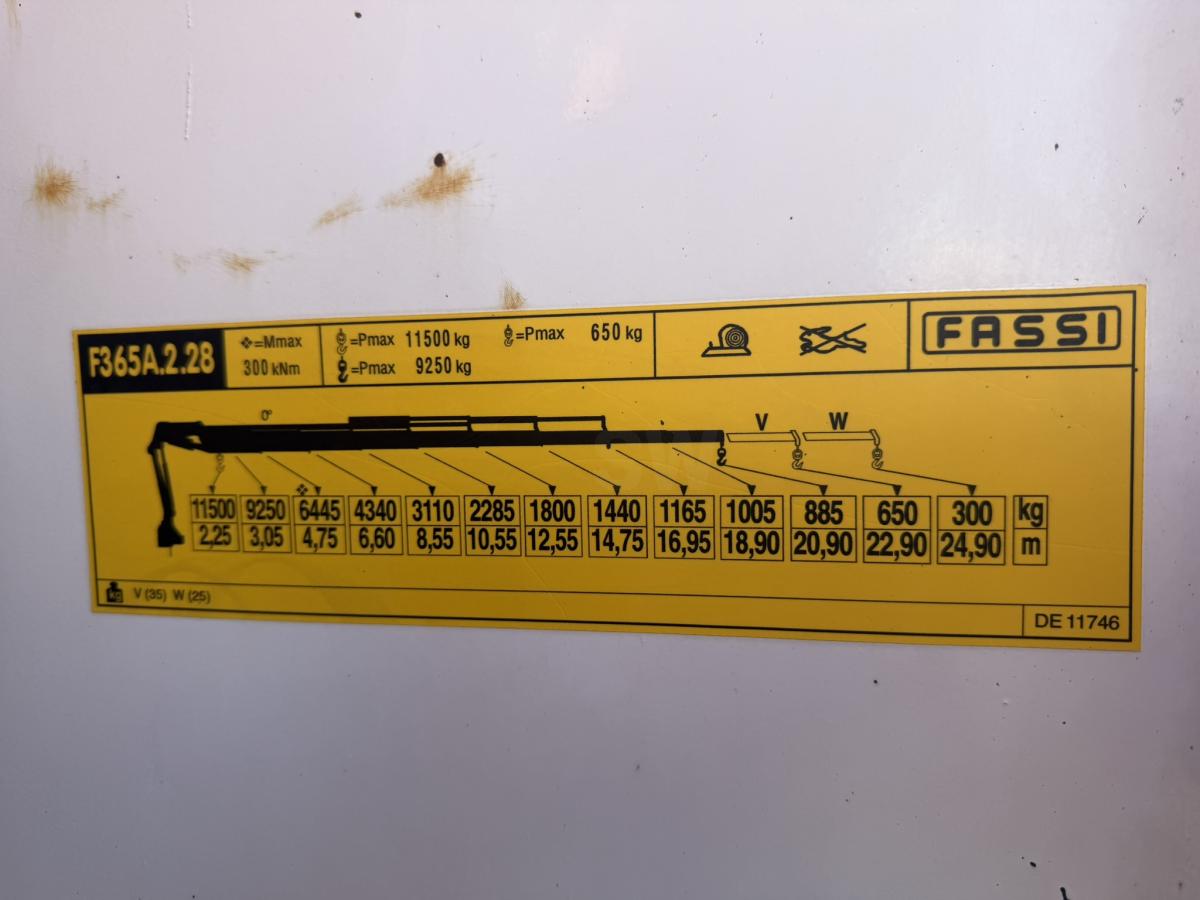 F365A.2.28
❖=Mmax
300 kNm
=Pmax 11500 kg
=Pmax 9250 kg
=Pmax 650 kg
FASSI
0°
V W
11500 9250 6445 4340 3110 2285 1800 1440 1165 1005 885 650 300 kg
2,25 3,05 4,75 6,60 8,55 10,55 12,55 14,75 16,95 18,90 20,90 22,90 24,90 m
kg V (35) W (25)
DE 11746
SW